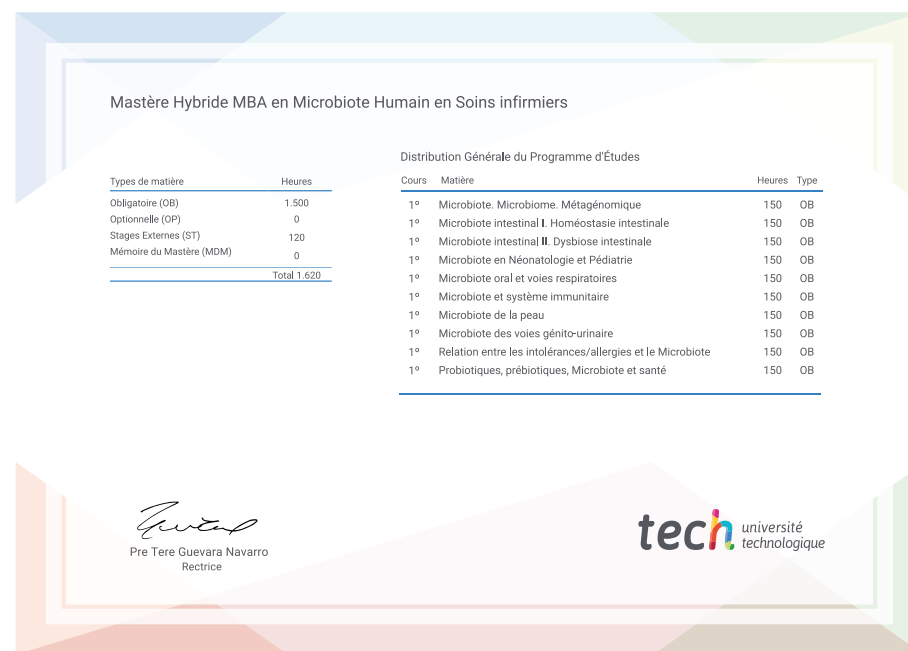 Mastère Hybride MBA en Microbiote Humain en Soins infirmiers
Types de matière Heures
Obligatoire (OB) 1.500
Optionnelle (OP) 0
Stages Externes (ST) 120
Mémoire du Mastère (MDM) 0
Total 1.620
Distribution Générale du Programme d'Études
Cours Matière Heures Type
1º Microbiote. Microbiome. Métagénomique 150 OB
1º Microbiote intestinal I. Homéostasie intestinale 150 OB
1º Microbiote intestinal II. Dysbiose intestinale 150 OB
1º Microbiote en Néonatologie et Pédiatrie 150 OB
1º Microbiote oral et voies respiratoires 150 OB
1º Microbiote et système immunitaire 150 OB
1º Microbiote de la peau 150 OB
1º Microbiote des voies génito-urinaire 150 OB
1º Relation entre les intolérances/allergies et le Microbiote 150 OB
1º Probiotiques, prébiotiques, Microbiote et santé 150 OB
Pre Tere Guevara Navarro
Rectrice
tech université
technologique